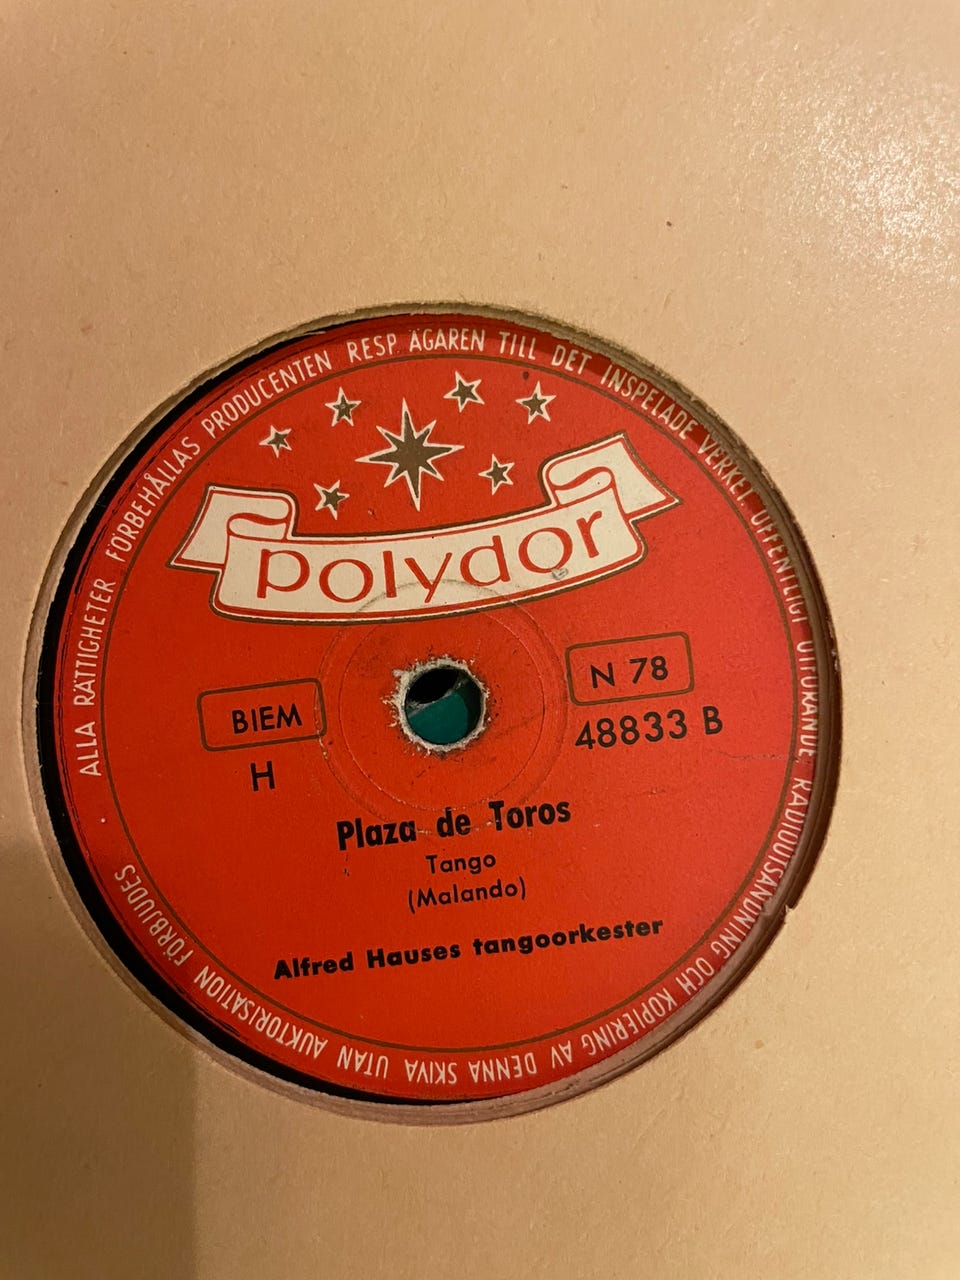 ALLA RÄTTIGHETER FÖRBEHÅLLAS PRODUCENTEN RESP ÄGAREN TILL DET INSPELADE VERKET. OFFENTLIGT UTFÖRANDE RADIOUTSÄNDNING OCH KOPIERING AV DENNA SKIVA UTAN AUKTORISATION FÖRBJUDES
polydor
BIEM
N 78
H
48833 B
Plaza de Toros
Tango
(Malando)
Alfred Hauses tangoorkester